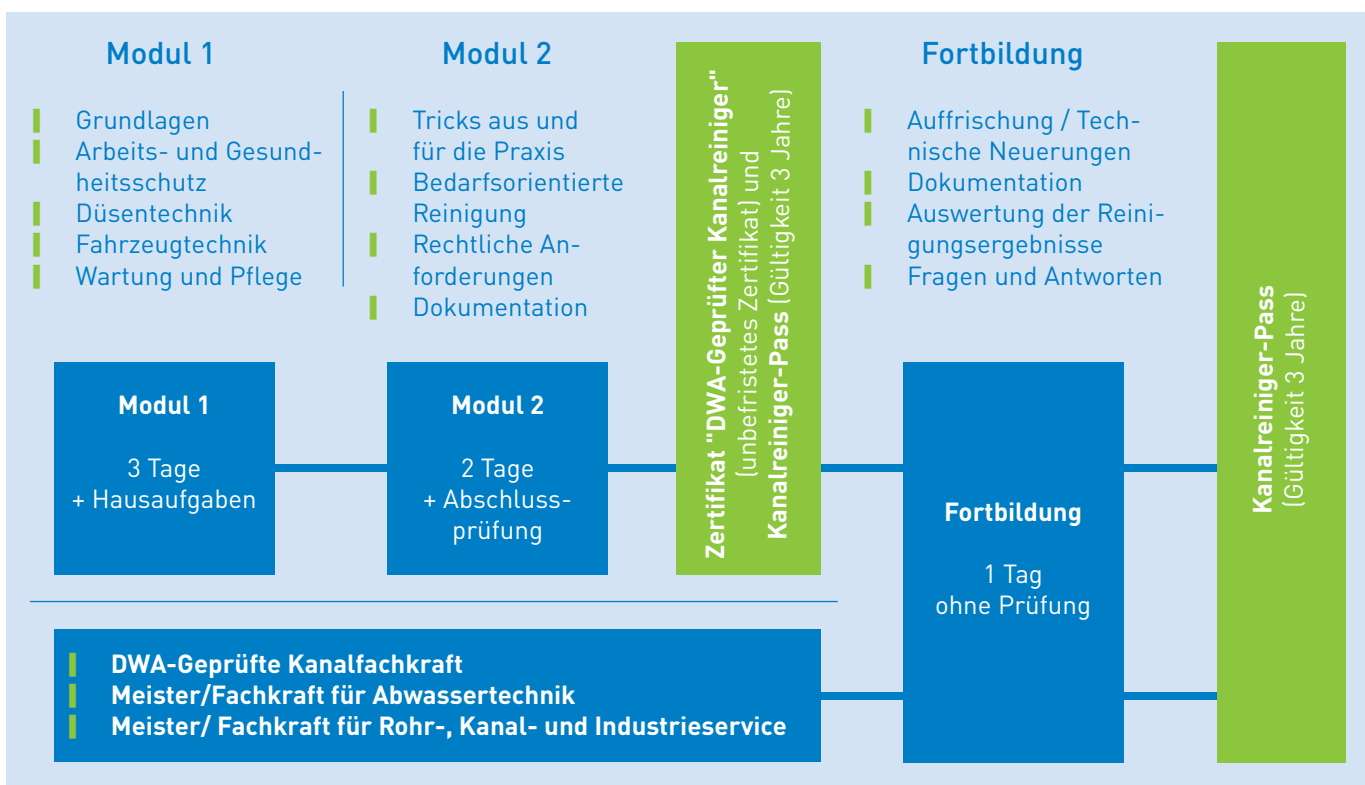 Modul 1
Grundlagen
Arbeits- und Gesund-
heitsschutz
Düsentechnik
Fahrzeugtechnik
Wartung und Pflege
Modul 2
Tricks aus und
für die Praxis
Bedarfsorientierte
Reinigung
Rechtliche An-
forderungen
Dokumentation
Modul 1
3 Tage
+ Hausaufgaben
Modul 2
2 Tage
+ Abschluss-
prüfung
Zertifikat "DWA-Geprüfter Kanalreiniger"
(unbefristetes Zertifikat) und
Kanalreiniger-Pass (Gültigkeit 3 Jahre)
Fortbildung
Auffrischung / Tech-
nische Neuerungen
Dokumentation
Auswertung der Reini-
gungsergebnisse
Fragen und Antworten
Fortbildung
1 Tag
ohne Prüfung
Kanalreiniger-Pass
(Gültigkeit 3 Jahre)
DWA-Geprüfte Kanalfachkraft
Meister/Fachkraft für Abwassertechnik
Meister/ Fachkraft für Rohr-, Kanal- und Industrieservice